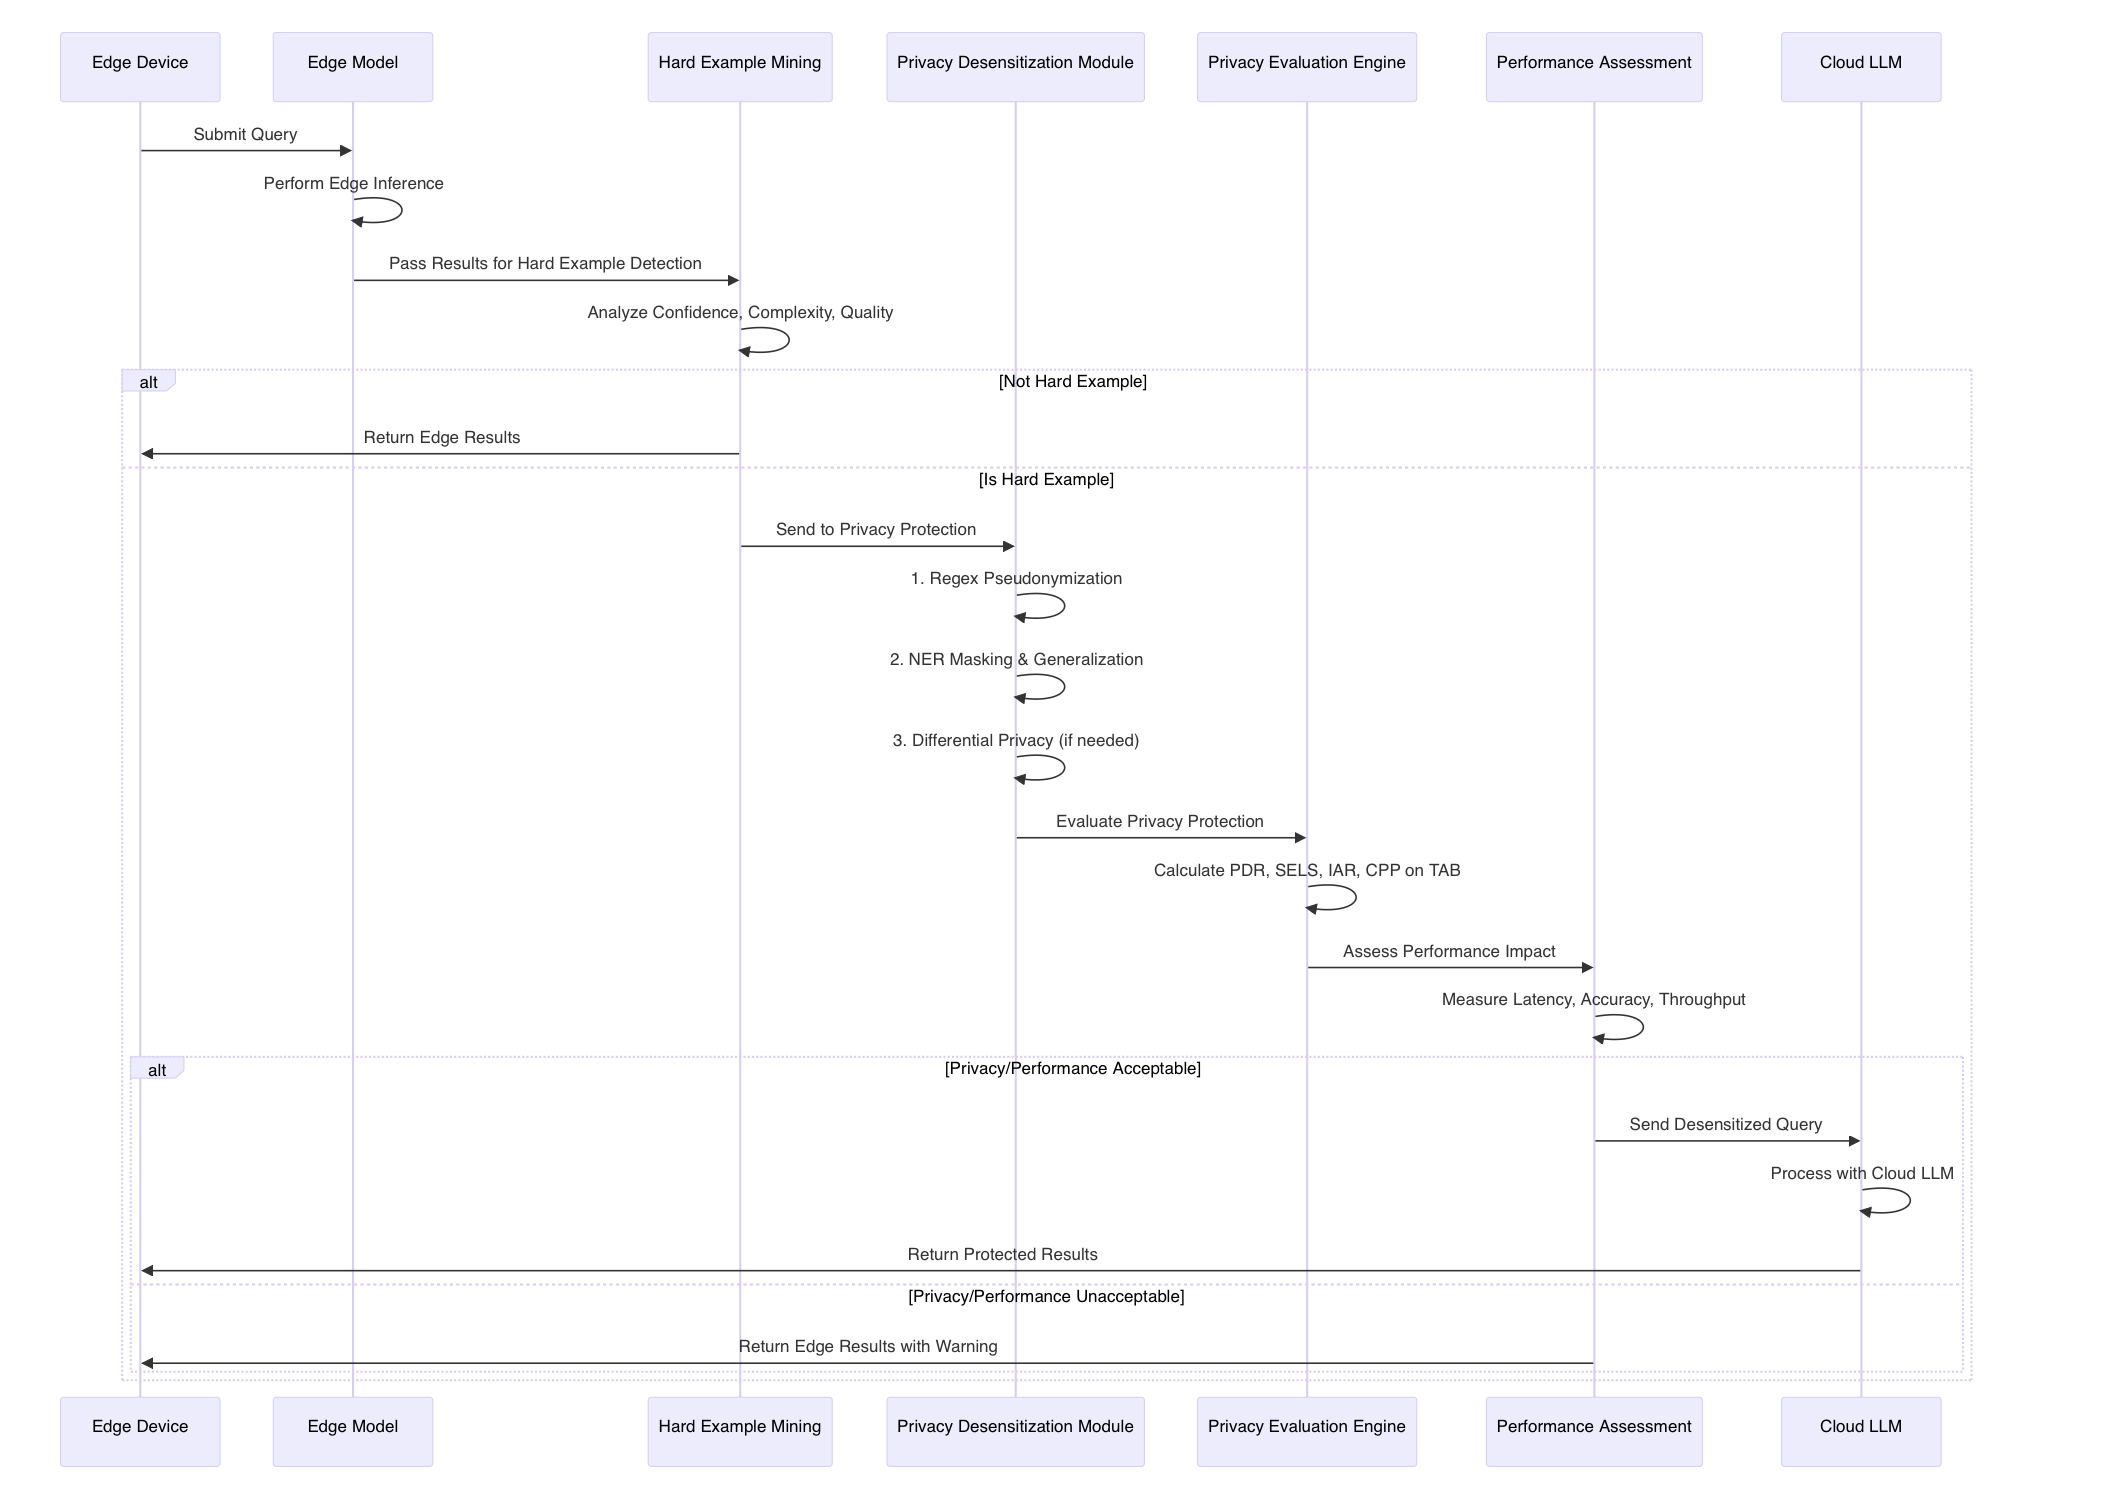 Edge Device
Edge Model
Hard Example Mining
Privacy Desensitization Module
Privacy Evaluation Engine
Performance Assessment
Cloud LLM
Submit Query
Perform Edge Inference
Pass Results for Hard Example Detection
Analyze Confidence, Complexity, Quality
alt
[Not Hard Example]
Return Edge Results
[Is Hard Example]
Send to Privacy Protection
1. Regex Pseudonymization
2. NER Masking & Generalization
3. Differential Privacy (if needed)
Evaluate Privacy Protection
Calculate PDR, SELS, IAR, CPP on TAB
Assess Performance Impact
Measure Latency, Accuracy, Throughput
alt
[Privacy/Performance Acceptable]
Send Desensitized Query
Process with Cloud LLM
Return Protected Results
[Privacy/Performance Unacceptable]
Return Edge Results with Warning
Edge Device
Edge Model
Hard Example Mining
Privacy Desensitization Module
Privacy Evaluation Engine
Performance Assessment
Cloud LLM